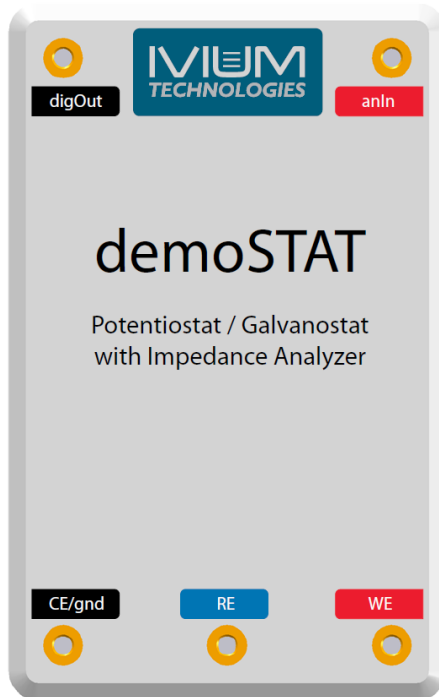 IVIUM
TECHNOLOGIES
digOut
anIn
demoSTAT
Potentiostat / Galvanostat
with Impedance Analyzer
CE/gnd
RE
WE